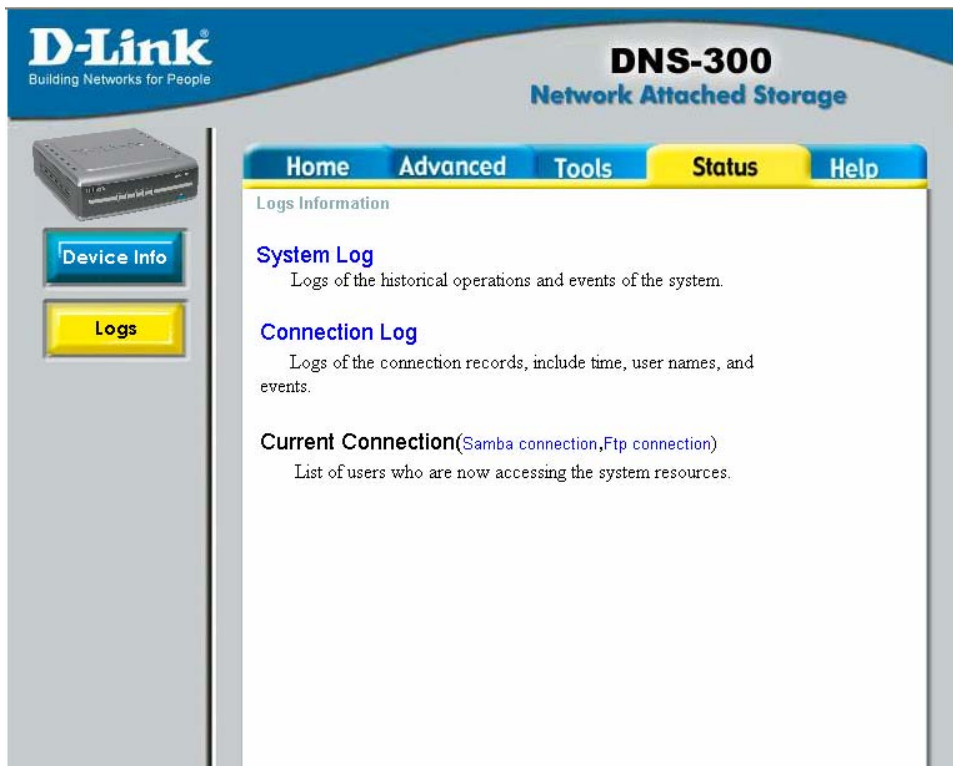 D-Link®
Building Networks for People
DNS-300
Network Attached Storage
Home
Advanced
Tools
Status
Help
Device Info
Logs
Logs Information
System Log
Logs of the historical operations and events of the system.
Connection Log
Logs of the connection records, include time, user names, and
events.
Current Connection(Samba connection,Ftp connection)
List of users who are now accessing the system resources.